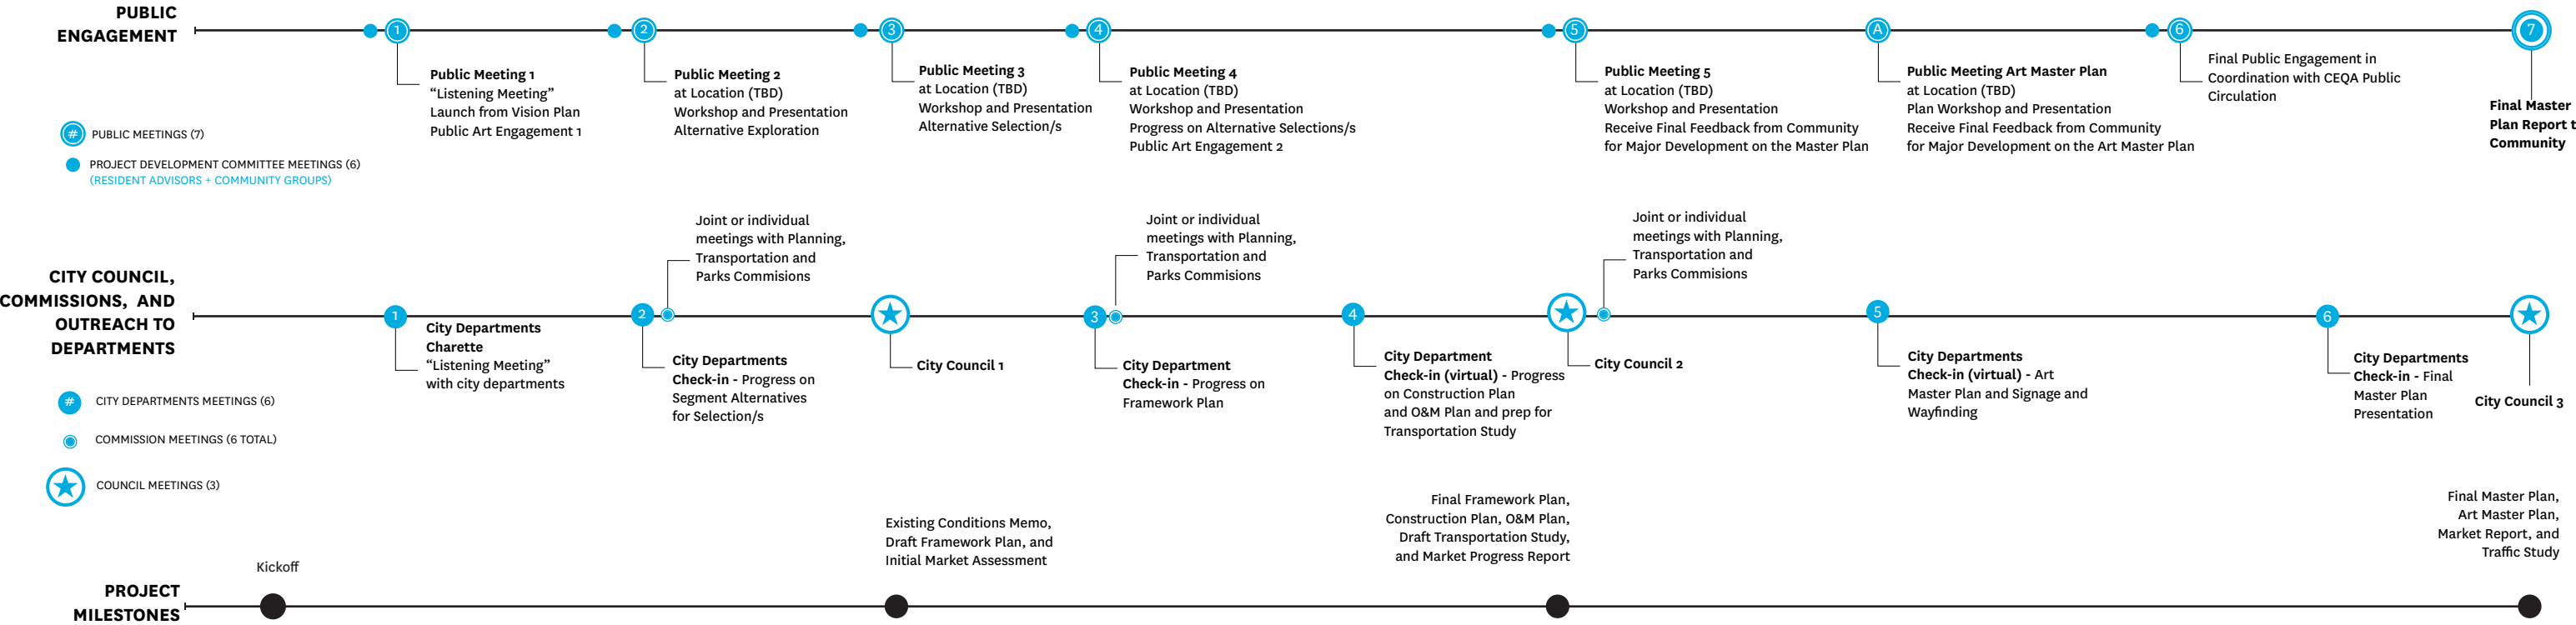 PUBLIC
ENGAGEMENT
1
2
3
4
5
A
6
7
Public Meeting 1
“Listening Meeting”
Launch from Vision Plan
Public Art Engagement 1
Public Meeting 2
at Location (TBD)
Workshop and Presentation
Alternative Exploration
Public Meeting 3
at Location (TBD)
Workshop and Presentation
Alternative Selection/s
Public Meeting 4
at Location (TBD)
Workshop and Presentation
Progress on Alternative Selections/s
Public Art Engagement 2
Public Meeting 5
at Location (TBD)
Workshop and Presentation
Receive Final Feedback from Community
for Major Development on the Master Plan
Public Meeting Art Master Plan
at Location (TBD)
Plan Workshop and Presentation
Receive Final Feedback from Community
for Major Development on the Art Master Plan
Final Public Engagement in
Coordination with CEQA Public
Circulation
Final Master
Plan Report t
Community
# PUBLIC MEETINGS (7)
PROJECT DEVELOPMENT COMMITTEE MEETINGS (6)
(RESIDENT ADVISORS + COMMUNITY GROUPS)
CITY COUNCIL,
COMMISSIONS, AND
OUTREACH TO
DEPARTMENTS
Joint or individual
meetings with Planning,
Transportation and
Parks Commisions
Joint or individual
meetings with Planning,
Transportation and
Parks Commisions
Joint or individual
meetings with Planning,
Transportation and
Parks Commisions
1
2
3
4
5
6
City Departments
Charette
“Listening Meeting”
with city departments
City Departments
Check-in - Progress on
Segment Alternatives
for Selection/s
City Council 1
City Department
Check-in - Progress on
Framework Plan
City Department
Check-in (virtual) - Progress
on Construction Plan
and O&M Plan and prep for
Transportation Study
City Council 2
City Departments
Check-in (virtual) - Art
Master Plan and Signage and
Wayfinding
City Departments
Check-in - Final
Master Plan
Presentation
City Council 3
# CITY DEPARTMENTS MEETINGS (6)
COMMISSION MEETINGS (6 TOTAL)
COUNCIL MEETINGS (3)
PROJECT
MILESTONES
Kickoff
Existing Conditions Memo,
Draft Framework Plan, and
Initial Market Assessment
Final Framework Plan,
Construction Plan, O&M Plan,
Draft Transportation Study,
and Market Progress Report
Final Master Plan,
Art Master Plan,
Market Report, and
Traffic Study